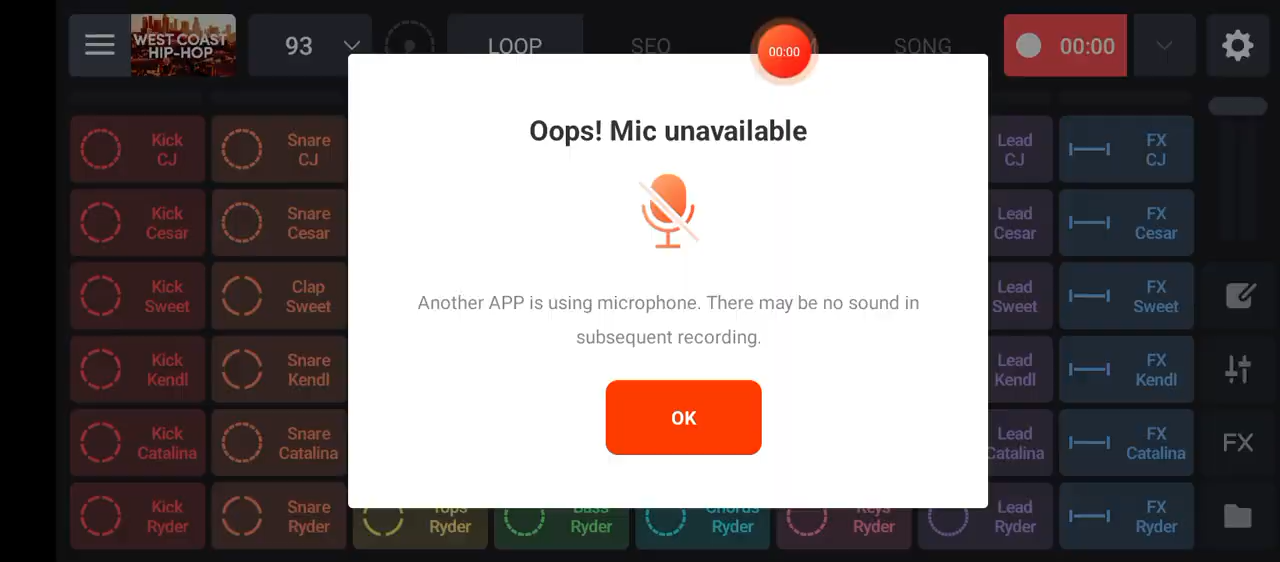 WEST COAST
HIP-HOP
93
LOOP
SEQ
SONG
00:00
00:00
Oops! Mic unavailable
Another APP is using microphone. There may be no sound in
subsequent recording.
OK
Kick
CJ
Snare
CJ
Lead
CJ
FX
CJ
Kick
Cesar
Snare
Cesar
Lead
Cesar
FX
Cesar
Kick
Sweet
Clap
Sweet
Lead
Sweet
FX
Sweet
Kick
Kendl
Snare
Kendl
Lead
Kendl
FX
Kendl
Kick
Catalina
Snare
Catalina
Lead
Catalina
FX
Catalina
FX
Kick
Ryder
Snare
Ryder
Tops
Ryder
Bass
Ryder
Chords
Ryder
Keys
Ryder
Lead
Ryder
FX
Ryder